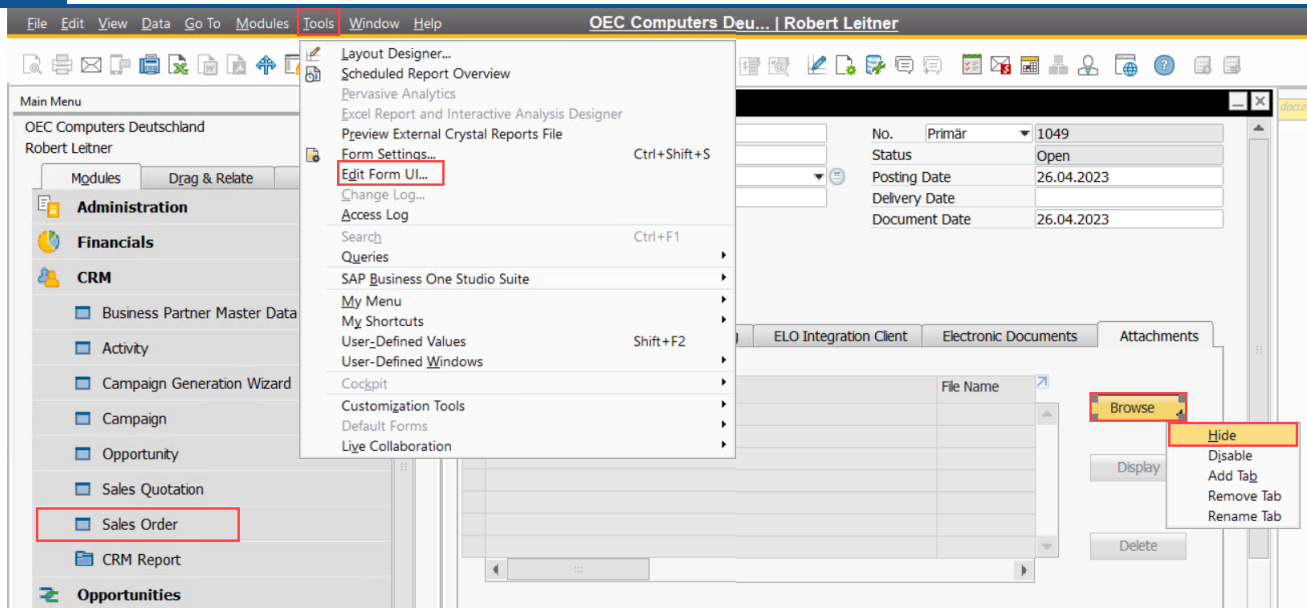 File Edit View Data Go To Modules Tools Window Help OEC Computers Deu... | Robert Leitner
Layout Designer...
Scheduled Report Overview
Pervasive Analytics
Excel Report and Interactive Analysis Designer
Preview External Crystal Reports File
Form Settings... Ctrl+Shift+S
Edit Form UI...
Change Log...
Access Log
Search Ctrl+F1
Queries
SAP Business One Studio Suite
My Menu
My Shortcuts
User-Defined Values Shift+F2
User-Defined Windows
Cockpit
Customization Tools
Default Forms
Live Collaboration
Main Menu
OEC Computers Deutschland
Robert Leitner
Modules Drag & Relate
Administration
Financials
CRM
Business Partner Master Data
Activity
Campaign Generation Wizard
Campaign
Opportunity
Sales Quotation
Sales Order
CRM Report
Opportunities
No. Primär 1049
Status Open
Posting Date 26.04.2023
Delivery Date
Document Date 26.04.2023
ELO Integration Client Electronic Documents Attachments
File Name
Browse
Hide
Disable
Add Tab
Remove Tab
Rename Tab
Display
Delete